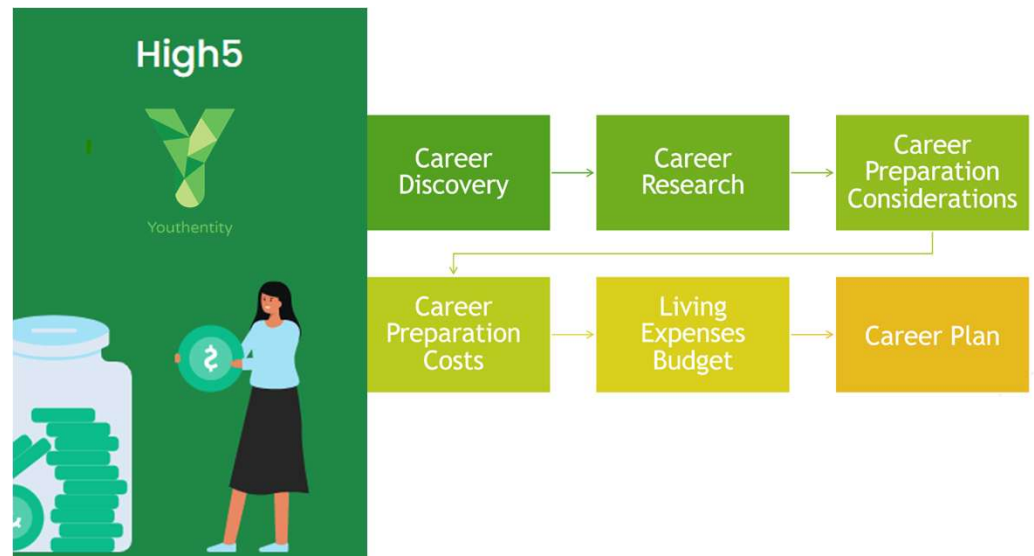 High5
Youthentity
Career
Discovery
Career
Research
Career
Preparation
Considerations
Career
Preparation
Costs
Living
Expenses
Budget
Career Plan